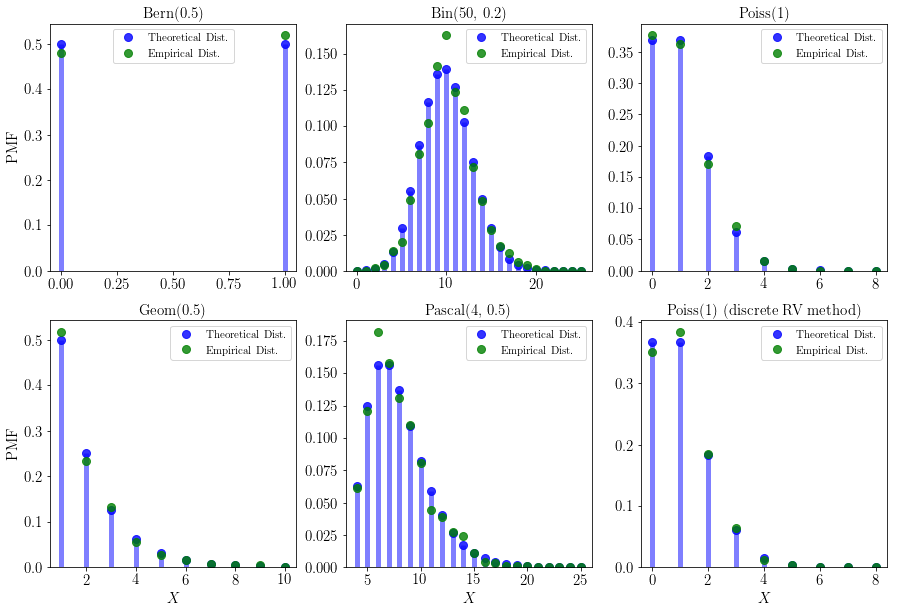 Bern(0.5)
Theoretical Dist.
Empirical Dist.
PMF
0.5
0.4
0.3
0.2
0.1
0.0
0.00 0.25 0.50 0.75 1.00
Bin(50, 0.2)
Theoretical Dist.
Empirical Dist.
0.150
0.125
0.100
0.075
0.050
0.025
0.000
0 10 20
Poiss(1)
Theoretical Dist.
Empirical Dist.
0.35
0.30
0.25
0.20
0.15
0.10
0.05
0.00
0 2 4 6 8
Geom(0.5)
Theoretical Dist.
Empirical Dist.
PMF
0.5
0.4
0.3
0.2
0.1
0.0
2 4 6 8 10
X
Pascal(4, 0.5)
Theoretical Dist.
Empirical Dist.
0.175
0.150
0.125
0.100
0.075
0.050
0.025
0.000
5 10 15 20 25
X
Poiss(1) (discrete RV method)
Theoretical Dist.
Empirical Dist.
0.4
0.3
0.2
0.1
0.0
0 2 4 6 8
X